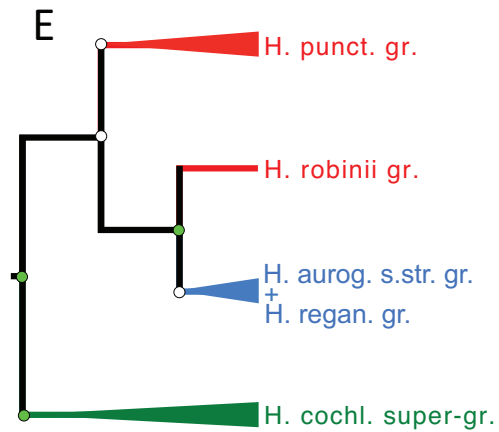 E
H. punct. gr.
H. robinii gr.
H. aurog. s.str. gr.
+
H. regan. gr.
H. cochl. super-gr.